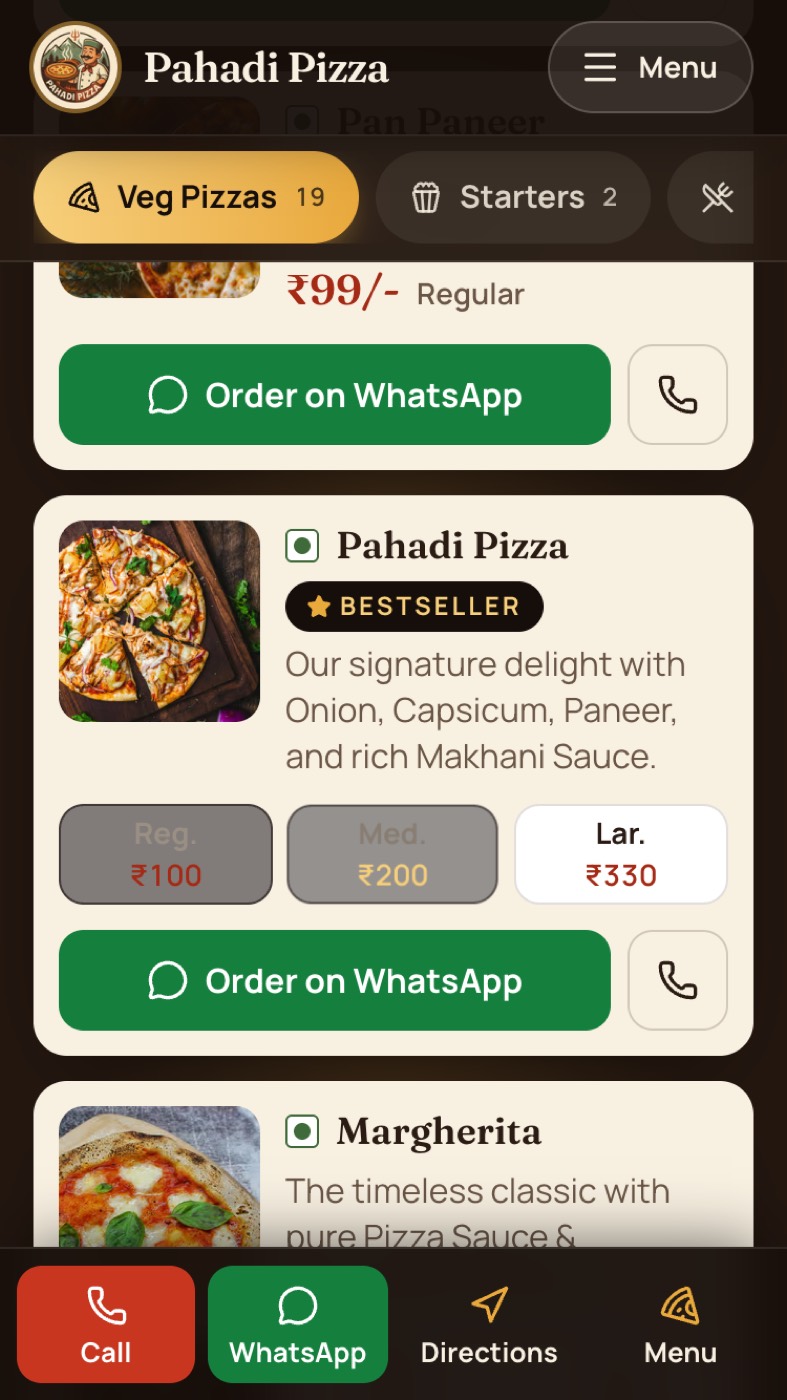 PAHADI PIZZA
Pahadi Pizza
Menu
Pan Paneer
Veg Pizzas 19
Starters 2
₹99/- Regular
Order on WhatsApp
Pahadi Pizza
BESTSELLER
Our signature delight with
Onion, Capsicum, Paneer,
and rich Makhani Sauce.
Reg.
₹100
Med.
₹200
Lar.
₹330
Order on WhatsApp
Margherita
The timeless classic with
pure Pizza Sauce &
Call
WhatsApp
Directions
Menu